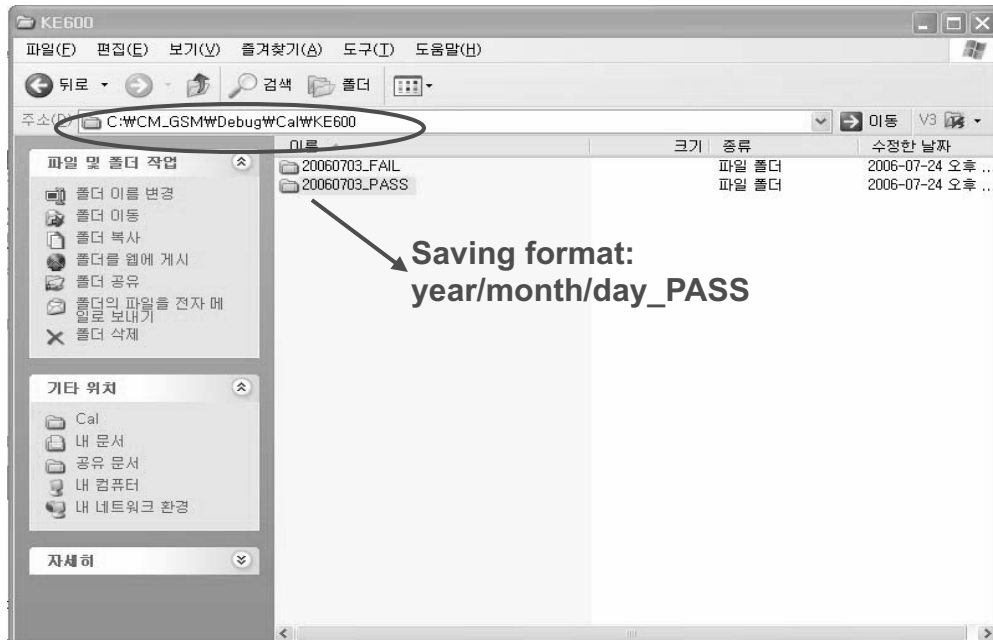 KE600
파일(F) 편집(E) 보기(V) 즐겨찾기(A) 도구(T) 도움말(H)
뒤로 검색 폴더
주소(D) C:₩CM_GSM₩Debug₩Cal₩KE600 이동 V3
이름 크기 종류 수정한 날짜
20060703_FAIL 파일 폴더 2006-07-24 오후 ...
20060703_PASS 파일 폴더 2006-07-24 오후 ...
파일 및 폴더 작업
폴더 이름 변경
폴더 이동
폴더 복사
폴더를 웹에 게시
폴더 공유
폴더의 파일을 전자 메
일로 보내기
폴더 삭제
Saving format:
year/month/day_PASS
기타 위치
Cal
내 문서
공유 문서
내 컴퓨터
내 네트워크 환경
자세히